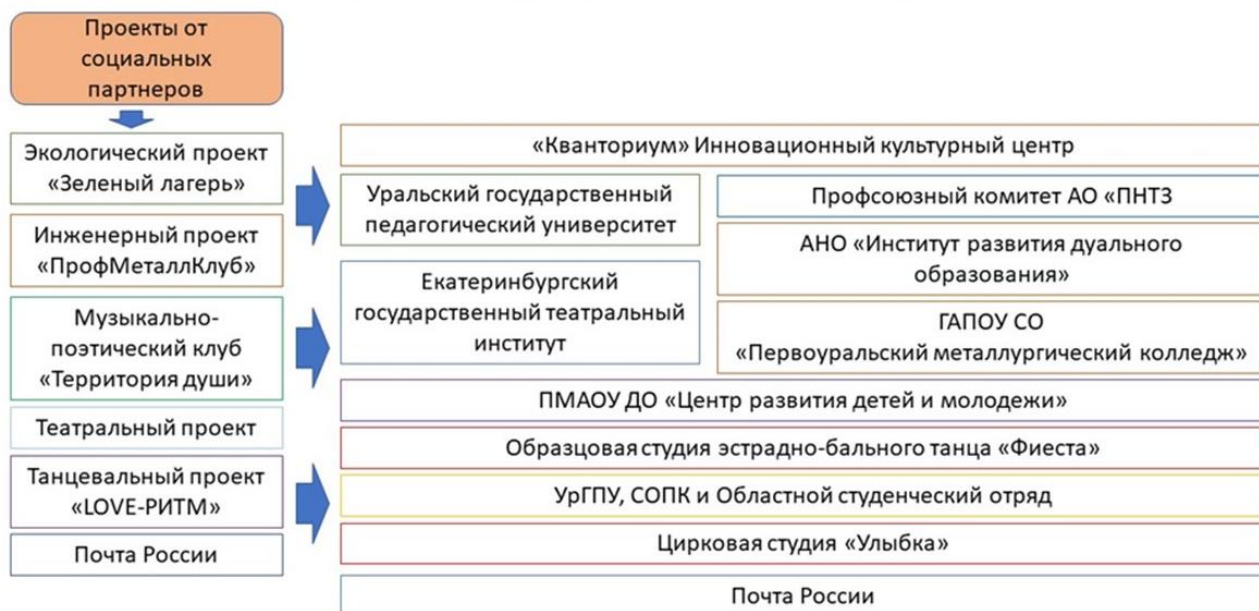 Проекты от
социальных
партнеров
Экологический проект
«Зеленый лагерь»
Инженерный проект
«ПрофМеталлКлуб»
Музыкально-
поэтический клуб
«Территория души»
Театральный проект
Танцевальный проект
«LOVE-РИТМ»
Почта России
«Кванториум» Инновационный культурный центр
Уральский государственный
педагогический университет
Екатеринбургский
государственный театральный
институт
Профсоюзный комитет АО «ПНТЗ
АНО «Институт развития дуального
образования»
ГАПОУ СО
«Первоуральский металлургический колледж»
ПМАОУ ДО «Центр развития детей и молодежи»
Образцовая студия эстрадно-бального танца «Фиеста»
УрГПУ, СОПК и Областной студенческий отряд
Цирковая студия «Улыбка»
Почта России